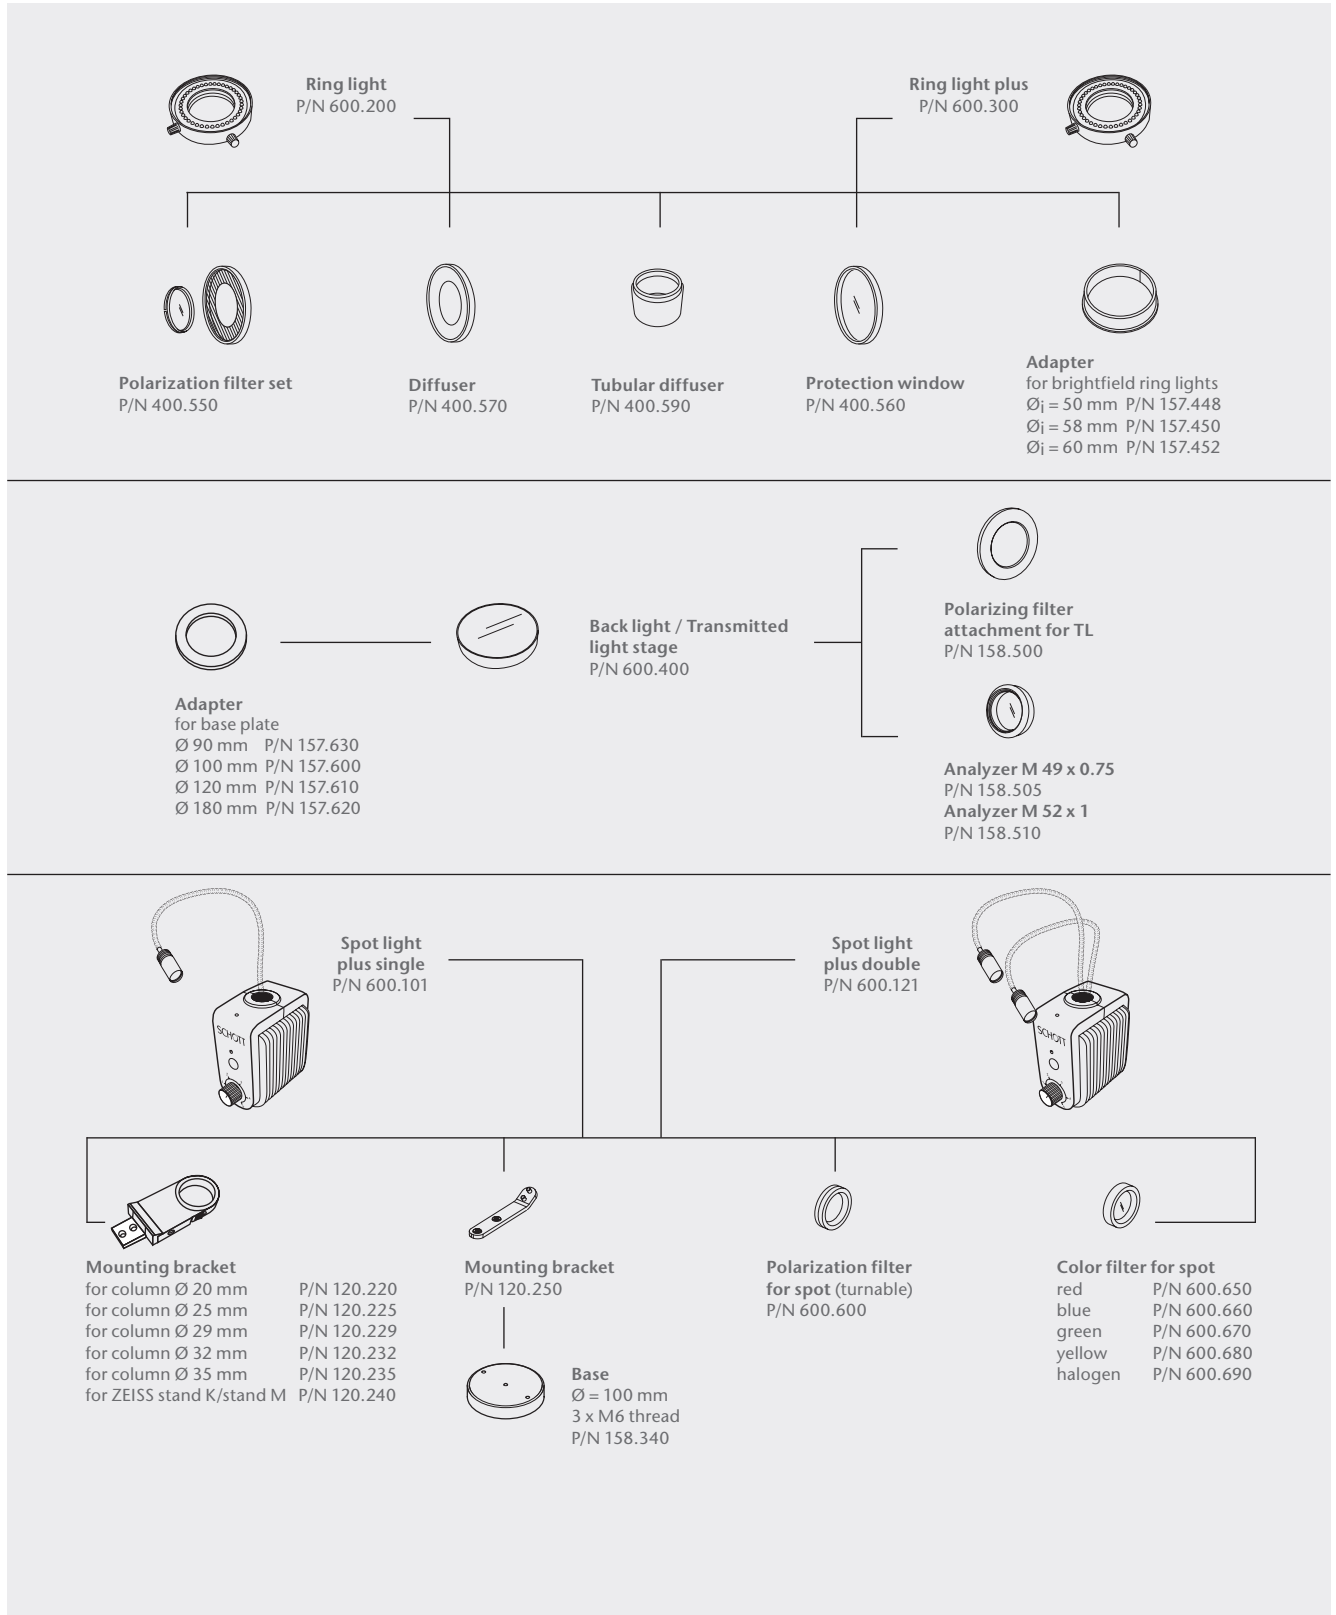 Ring light
P/N 600.200
Ring light plus
P/N 600.300
Polarization filter set
P/N 400.550
Diffuser
P/N 400.570
Tubular diffuser
P/N 400.590
Protection window
P/N 400.560
Adapter
for brightfield ring lights
Øi = 50 mm P/N 157.448
Øi = 58 mm P/N 157.450
Øi = 60 mm P/N 157.452
Adapter
for base plate
Ø 90 mm P/N 157.630
Ø 100 mm P/N 157.600
Ø 120 mm P/N 157.610
Ø 180 mm P/N 157.620
Back light / Transmitted
light stage
P/N 600.400
Polarizing filter
attachment for TL
P/N 158.500
Analyzer M 49 x 0.75
P/N 158.505
Analyzer M 52 x 1
P/N 158.510
Spot light
plus single
P/N 600.101
SCHOTT
Spot light
plus double
P/N 600.121
SCHOTT
Mounting bracket
for column Ø 20 mm P/N 120.220
for column Ø 25 mm P/N 120.225
for column Ø 29 mm P/N 120.229
for column Ø 32 mm P/N 120.232
for column Ø 35 mm P/N 120.235
for ZEISS stand K/stand M P/N 120.240
Mounting bracket
P/N 120.250
Base
Ø = 100 mm
3 x M6 thread
P/N 158.340
Polarization filter
for spot (turnable)
P/N 600.600
Color filter for spot
red P/N 600.650
blue P/N 600.660
green P/N 600.670
yellow P/N 600.680
halogen P/N 600.690